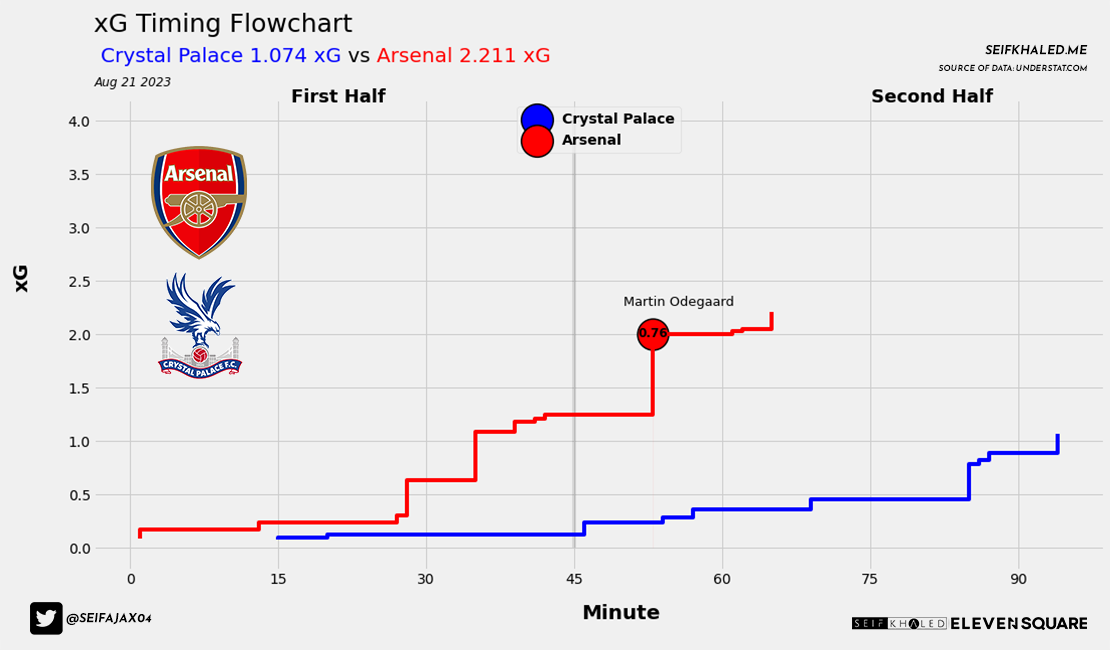 xG Timing Flowchart
Crystal Palace 1.074 xG vs Arsenal 2.211 xG
SEIFKHALED.ME
SOURCE OF DATA: UNDERSTAT.COM
Aug 21 2023
First Half
Second Half
Crystal Palace
Arsenal
4.0
3.5
3.0
2.5
2.0
1.5
1.0
0.5
0.0
xG
Arsenal
CRYSTAL PALACE F.C.
Martin Odegaard
0.76
0 15 30 45 60 75 90
Minute
@SEIFAJAX04
SEIF KHALED ELEVEN SQUARE